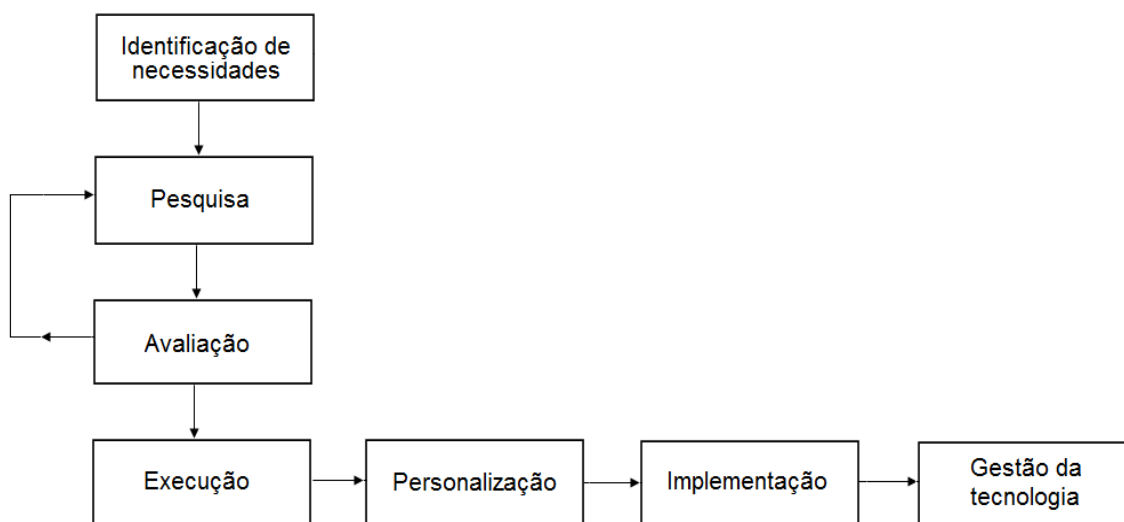 Identificação de
necessidades
Pesquisa
Avaliação
Execução
Personalização
Implementação
Gestão da
tecnologia